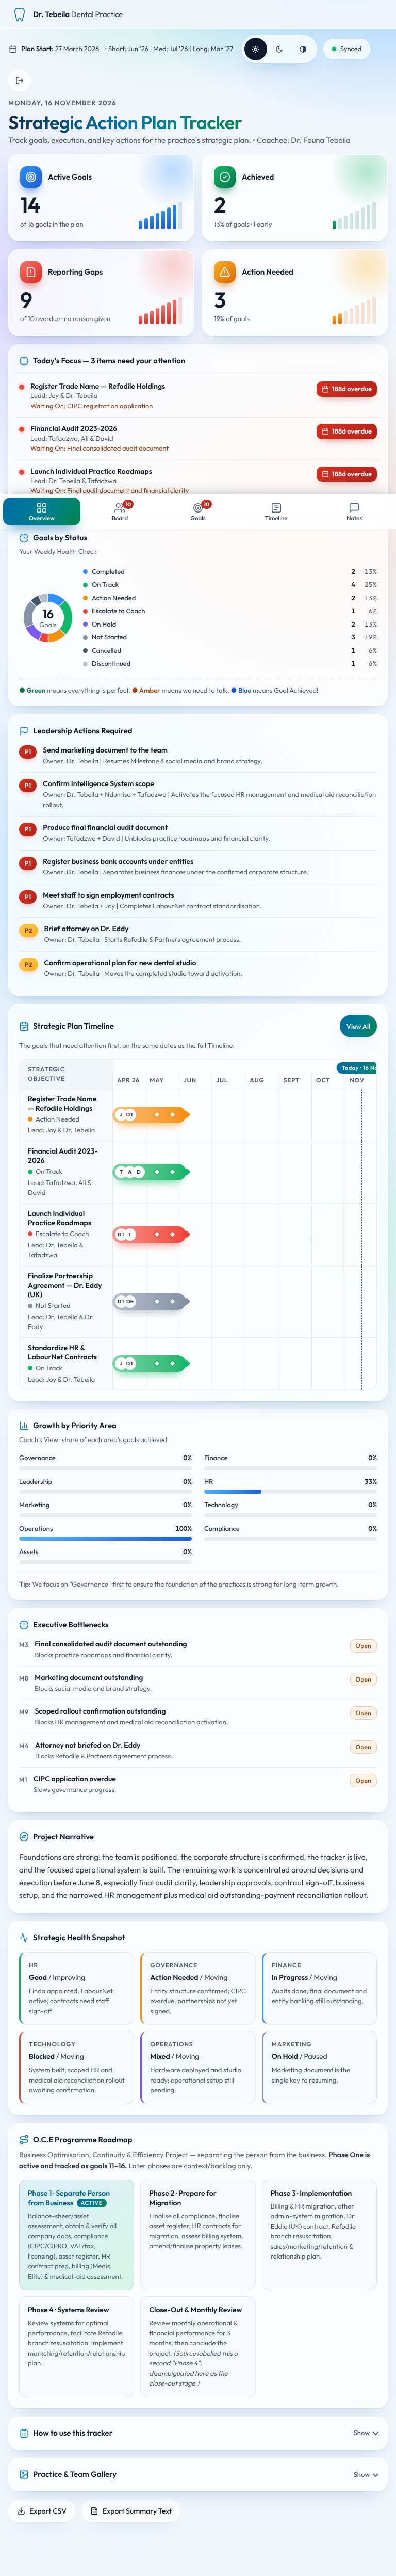 Dr. Tebeila Dental Practice
Plan Start: 27 March 2026 • Short: Jun '26 | Med: Jul '26 | Long: Mar '27
Synced
MONDAY, 16 NOVEMBER 2026
Strategic Action Plan Tracker
Track goals, execution, and key actions for the practice's strategic plan. • Coachee: Dr. Founa Tebeila
Active Goals
14
of 16 goals in the plan
Achieved
2
13% of goals · 1 early
Reporting Gaps
9
of 10 overdue · no reason given
Action Needed
3
19% of goals
Today's Focus — 3 items need your attention
Register Trade Name — Refodile Holdings
Lead: Joy & Dr. Tebeila
Waiting On: CIPC registration application
188d overdue
Financial Audit 2023-2026
Lead: Tafadzwa, Ali & David
Waiting On: Final consolidated audit document
188d overdue
Launch Individual Practice Roadmaps
Lead: Dr. Tebeila & Tafadzwa
Waiting On: Final audit document and financial clarity
188d overdue
Overview
10
Board
10
Goals
Timeline
Notes
Goals by Status
Your Weekly Health Check
16
Goals
Completed 2 13%
On Track 4 25%
Action Needed 2 13%
Escalate to Coach 1 6%
On Hold 2 13%
Not Started 3 19%
Cancelled 1 6%
Discontinued 1 6%
Green means everything is perfect. Amber means we need to talk. Blue means Goal Achieved!
Leadership Actions Required
P1 Send marketing document to the team
Owner: Dr. Tebeila | Resumes Milestone 8 social media and brand strategy.
P1 Confirm Intelligence System scope
Owner: Dr. Tebeila + Ndumiso + Tafadzwa | Activates the focused HR management and medical aid reconciliation
rollout.
P1 Produce final financial audit document
Owner: Tafadzwa + David | Unblocks practice roadmaps and financial clarity.
P1 Register business bank accounts under entities
Owner: Dr. Tebeila | Separates business finances under the confirmed corporate structure.
P1 Meet staff to sign employment contracts
Owner: Dr. Tebeila + Joy | Completes LabourNet contract standardisation.
P2 Brief attorney on Dr. Eddy
Owner: Dr. Tebeila | Starts Refodile & Partners agreement process.
P2 Confirm operational plan for new dental studio
Owner: Dr. Tebeila | Moves the completed studio toward activation.
Strategic Plan Timeline
View All
The goals that need attention first, on the same dates as the full Timeline.
STRATEGIC
OBJECTIVE
Today · 16 No
APR 26 MAY JUN JUL AUG SEPT OCT NOV
Register Trade Name
— Refodile Holdings
Action Needed
Lead: Joy & Dr. Tebeila
J DT
Financial Audit 2023-
2026
On Track
Lead: Tafadzwa, Ali &
David
T A D
Launch Individual
Practice Roadmaps
Escalate to Coach
Lead: Dr. Tebeila &
Tafadzwa
DT T
Finalize Partnership
Agreement — Dr. Eddy
(UK)
Not Started
Lead: Dr. Tebeila & Dr.
Eddy
DT DE
Standardize HR &
LabourNet Contracts
On Track
Lead: Joy & Dr. Tebeila
J DT
Growth by Priority Area
Coach's View · share of each area's goals achieved
Governance 0%
Finance 0%
Leadership 0%
HR 33%
Marketing 0%
Technology 0%
Operations 100%
Compliance 0%
Assets 0%
Tip: We focus on "Governance" first to ensure the foundation of the practices is strong for long-term growth.
Executive Bottlenecks
M3 Final consolidated audit document outstanding
Blocks practice roadmaps and financial clarity.
Open
M8 Marketing document outstanding
Blocks social media and brand strategy.
Open
M9 Scoped rollout confirmation outstanding
Blocks HR management and medical aid reconciliation activation.
Open
M4 Attorney not briefed on Dr. Eddy
Blocks Refodile & Partners agreement process.
Open
M1 CIPC application overdue
Slows governance progress.
Open
Project Narrative
Foundations are strong: the team is positioned, the corporate structure is confirmed, the tracker is live,
and the focused operational system is built. The remaining work is concentrated around decisions and
execution before June 8, especially final audit clarity, leadership approvals, contract sign-off, business
setup, and the narrowed HR management plus medical aid outstanding-payment reconciliation rollout.
Strategic Health Snapshot
HR
Good / Improving
Linda appointed; LabourNet
active; contracts need staff
sign-off.
GOVERNANCE
Action Needed / Moving
Entity structure confirmed; CIPC
overdue; partnerships not yet
signed.
FINANCE
In Progress / Moving
Audits done; final document and
entity banking still outstanding.
TECHNOLOGY
Blocked / Moving
System built; scoped HR and
medical aid reconciliation rollout
awaiting confirmation.
OPERATIONS
Mixed / Moving
Hardware deployed and studio
ready; operational setup still
pending.
MARKETING
On Hold / Paused
Marketing document is the
single key to resuming.
O.C.E Programme Roadmap
Business Optimisation, Continuity & Efficiency Project — separating the person from the business. Phase One is
active and tracked as goals 11–16. Later phases are context/backlog only.
Phase 1 · Separate Person
from Business ACTIVE
Balance-sheet/asset
assessment, obtain & verify all
company docs, compliance
(CIPC/CIPRO, VAT/tax,
licensing), asset register, HR
contract prep, billing (Medis
Elite) & medical-aid assessment.
Phase 2 · Prepare for
Migration
Finalise all compliance, finalise
asset register, HR contracts for
migration, assess billing system,
amend/finalise property leases.
Phase 3 · Implementation
Billing & HR migration, other
admin-system migration, Dr
Eddie (UK) contract, Refodile
branch resuscitation,
sales/marketing/retention &
relationship plan.
Phase 4 · Systems Review
Review systems for optimal
performance, facilitate Refodile
branch resuscitation, implement
marketing/retention/relationship
plan.
Close-Out & Monthly Review
Review monthly operational &
financial performance for 3
months, then conclude the
project. (Source labelled this a
second "Phase 4";
disambiguated here as the
close-out stage.)
How to use this tracker
Show
Practice & Team Gallery
Show
Export CSV
Export Summary Text